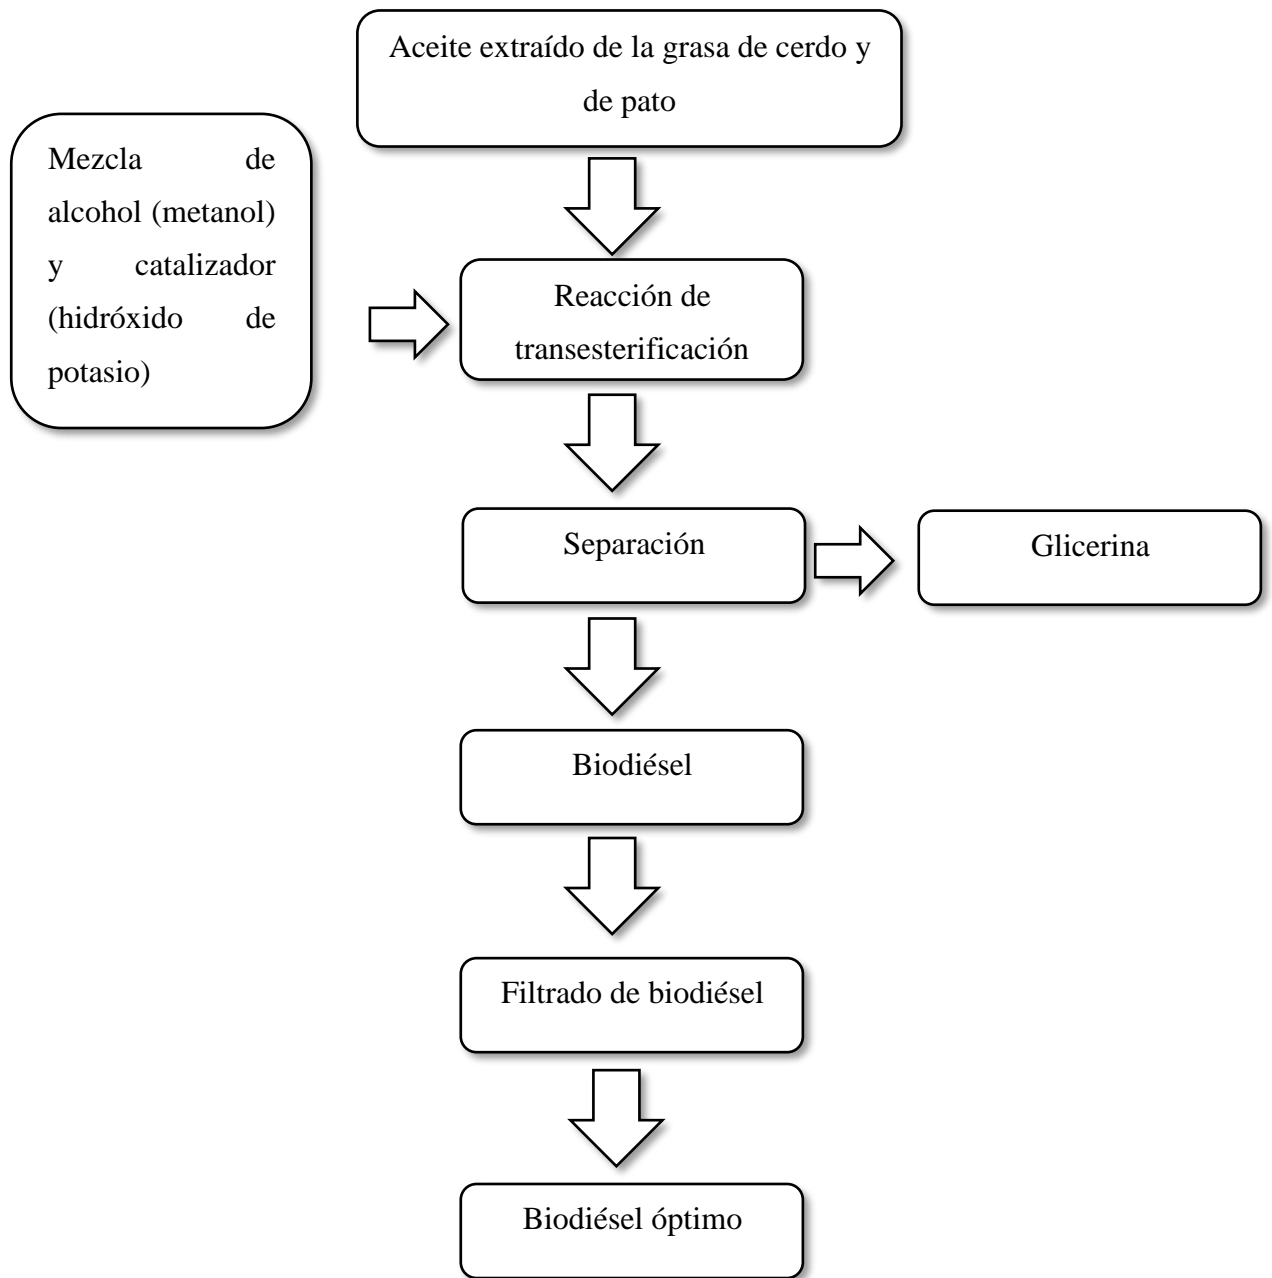 Aceite extraído de la grasa de cerdo y
de pato
Mezcla de
alcohol (metanol)
y catalizador
(hidróxido de
potasio)
Reacción de
transesterificación
Separación
Glicerina
Biodiésel
Filtrado de biodiésel
Biodiésel óptimo